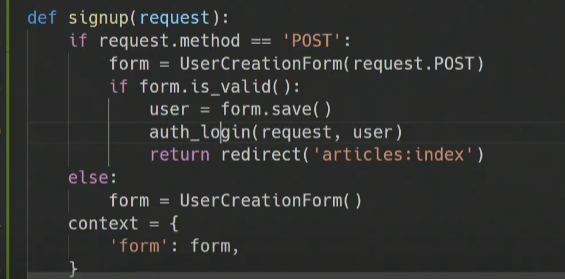 def signup(request):
    if request.method == 'POST':
        form = UserCreationForm(request.POST)
        if form.is_valid():
            user = form.save()
            auth_login(request, user)
            return redirect('articles:index')
    else:
        form = UserCreationForm()
    context = {
        'form': form,
    }